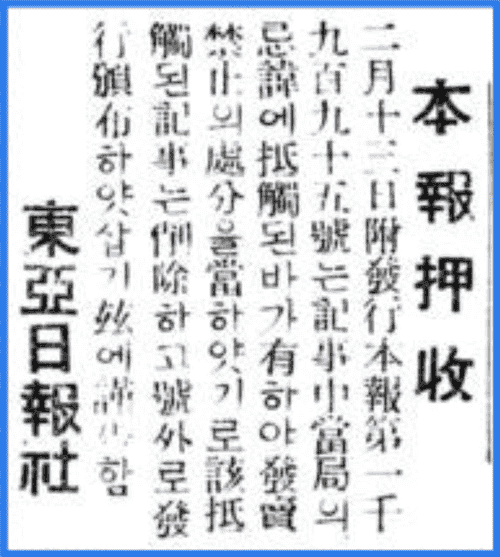 本報押收
二月十三日附發行本報第一千
九百九十五號는記事中當局의
忌諱에抵觸된바가有하야發賣
禁止의處分을當하얏기로該抵
觸된記事는削除하고號外로發
行頒布하얏삽기玆에謹告함
東亞日報社